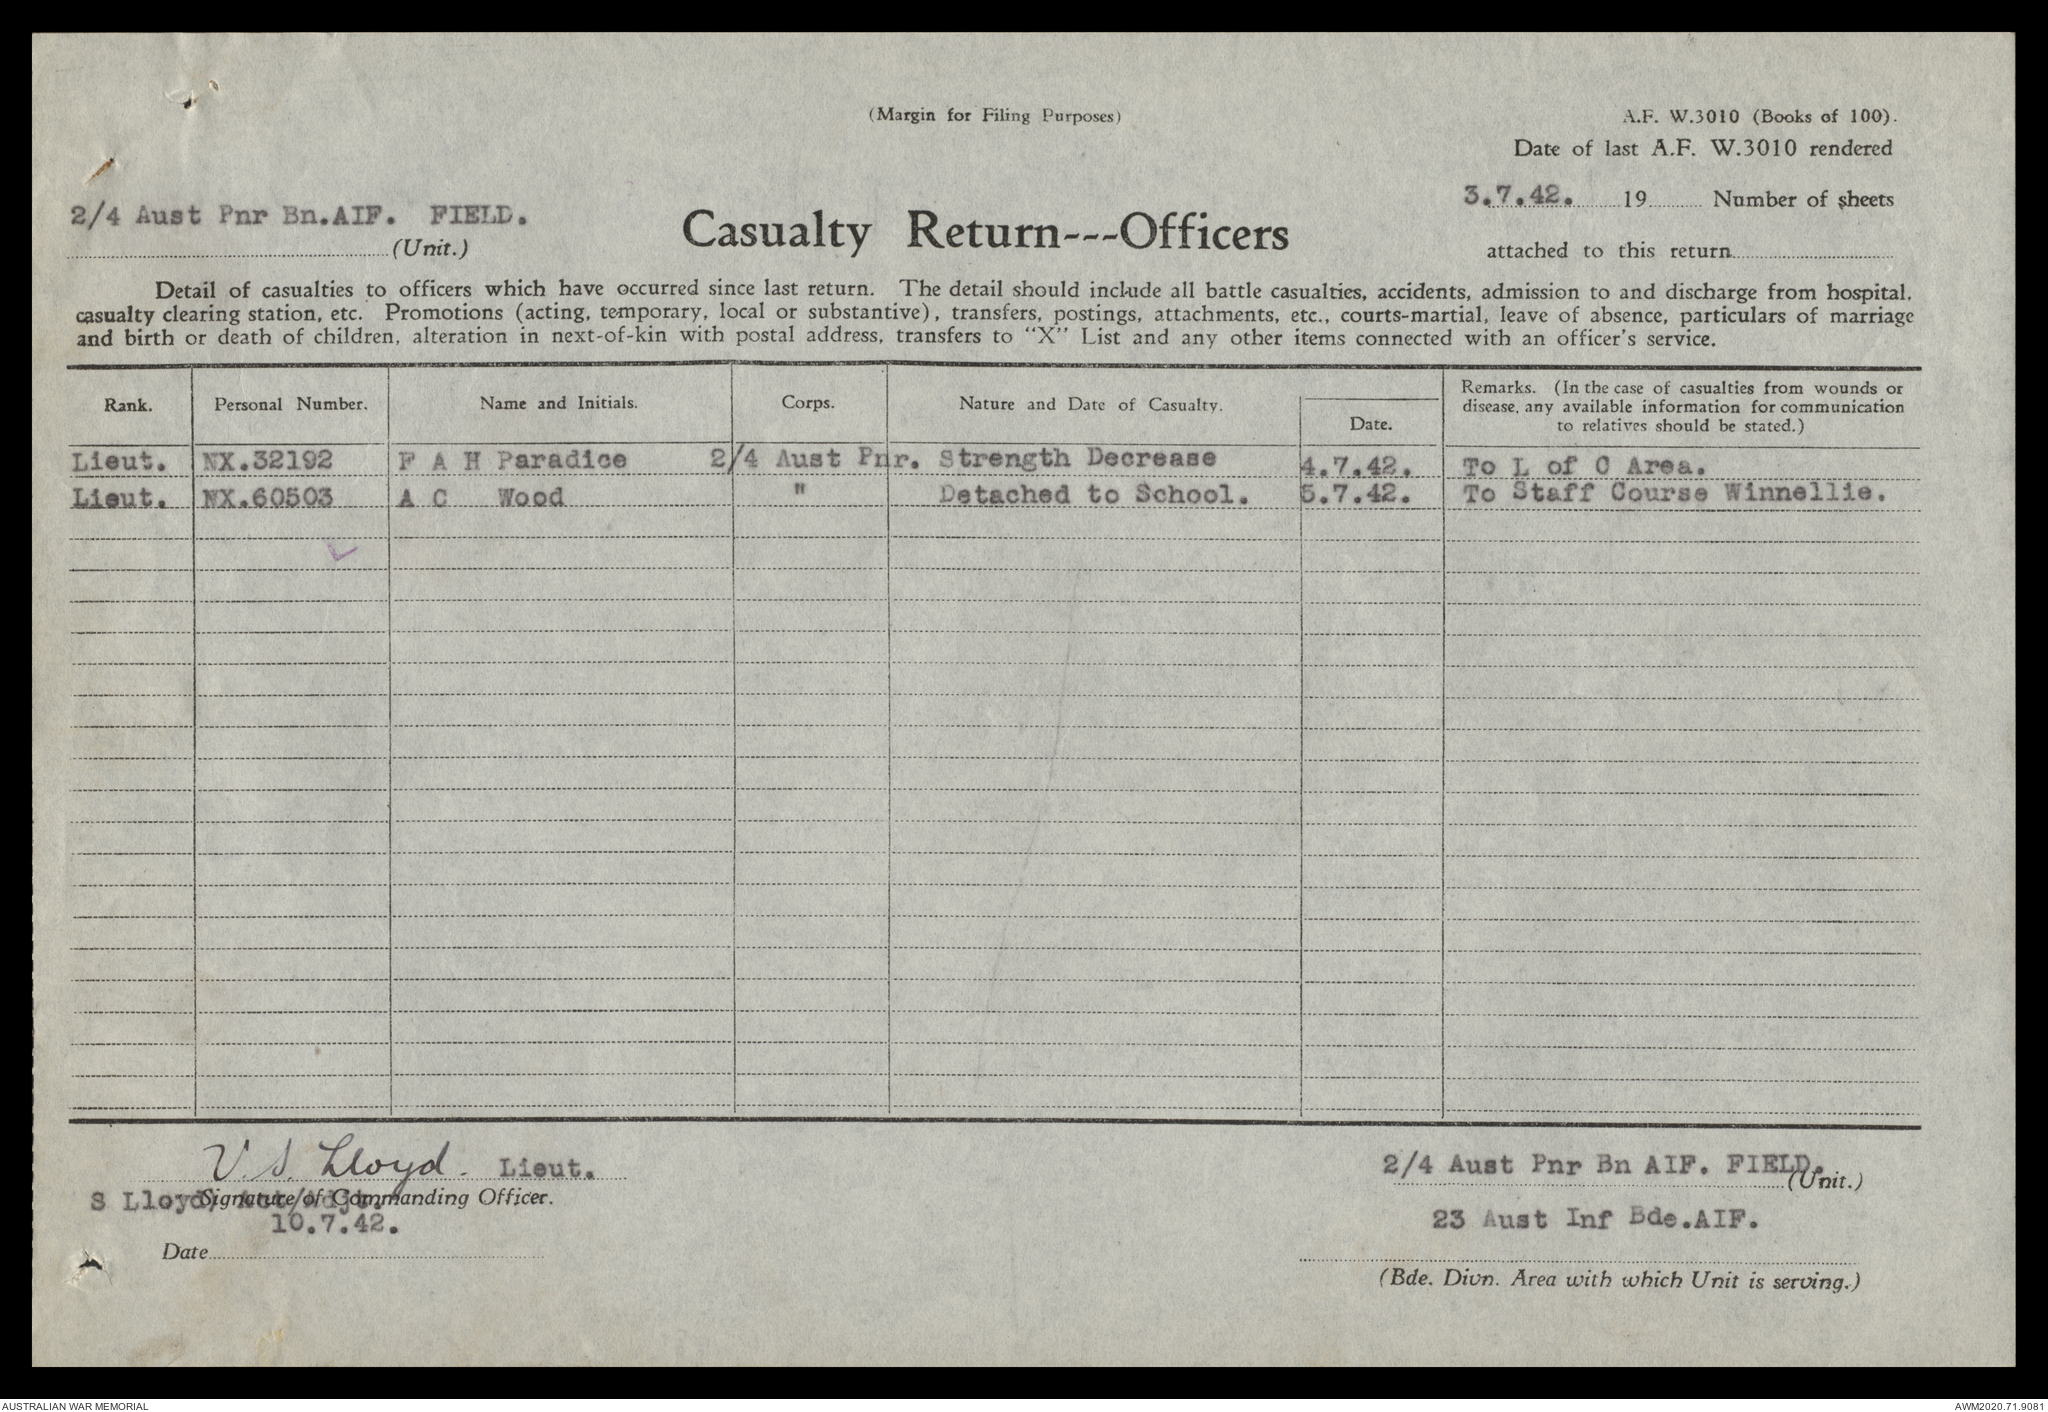 (Margin for Filing Purposes)
A.F. W.3010 (Books of 100).
Date of last A.F. W.3010 rendered
3.7.42. 19 Number of sheets
attached to this return
2/4 Aust Pnr Bn.AIF. FIELD.
(Unit.)
Casualty Return---Officers
Detail of casualties to officers which have occurred since last return. The detail should include all battle casualties, accidents, admission to and discharge from hospital,
casualty clearing station, etc. Promotions (acting, temporary, local or substantive), transfers, postings, attachments, etc., courts-martial, leave of absence, particulars of marriage
and birth or death of children, alteration in next-of-kin with postal address, transfers to "X" List and any other items connected with an officer's service.
Rank. Personal Number. Name and Initials. Corps. Nature and Date of Casualty. Date.
Remarks. (In the case of casualties from wounds or
disease, any available information for communication
to relatives should be stated.)
Lieut. NX.32192 F A H Paradice 2/4 Aust Pnr. Strength Decrease 4.7.42. To L of C Area.
Lieut. NX.60503 A C Wood " Detached to School. 5.7.42. To Staff Course Winnellie.
V.S. Lloyd. Lieut.
S Lloyd, Act/Adjt.
Signature of Commanding Officer.
10.7.42.
Date
2/4 Aust Pnr Bn AIF. FIELD.
(Unit.)
23 Aust Inf Bde.AIF.
(Bde. Divn. Area with which Unit is serving.)
AUSTRALIAN WAR MEMORIAL
AWM2020.71.9081